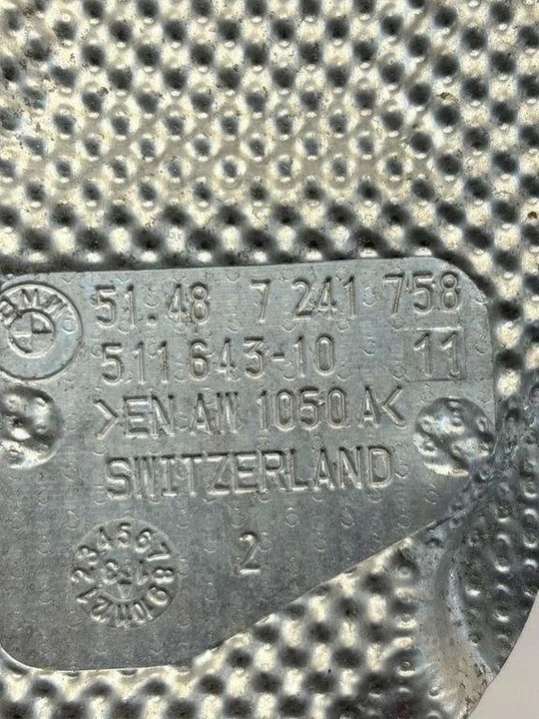 BMW
51.48 7 241 758
511 643-10 11
>EN AW 1050 A<
SWITZERLAND
2